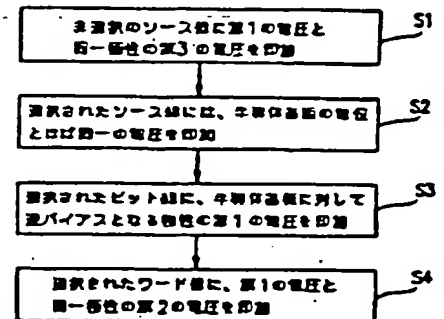 非選択のソース線に第1の電圧と
同一極性の第3の電圧を印加
S1
選択されたソース線には、半導体基板の電位
とほぼ同一の電圧を印加
S2
選択されたビット線に、半導体基板に対して
逆バイアスとなる極性の第1の電圧を印加
S3
選択されたワード線に、第1の電圧と
同一極性の第2の電圧を印加
S4